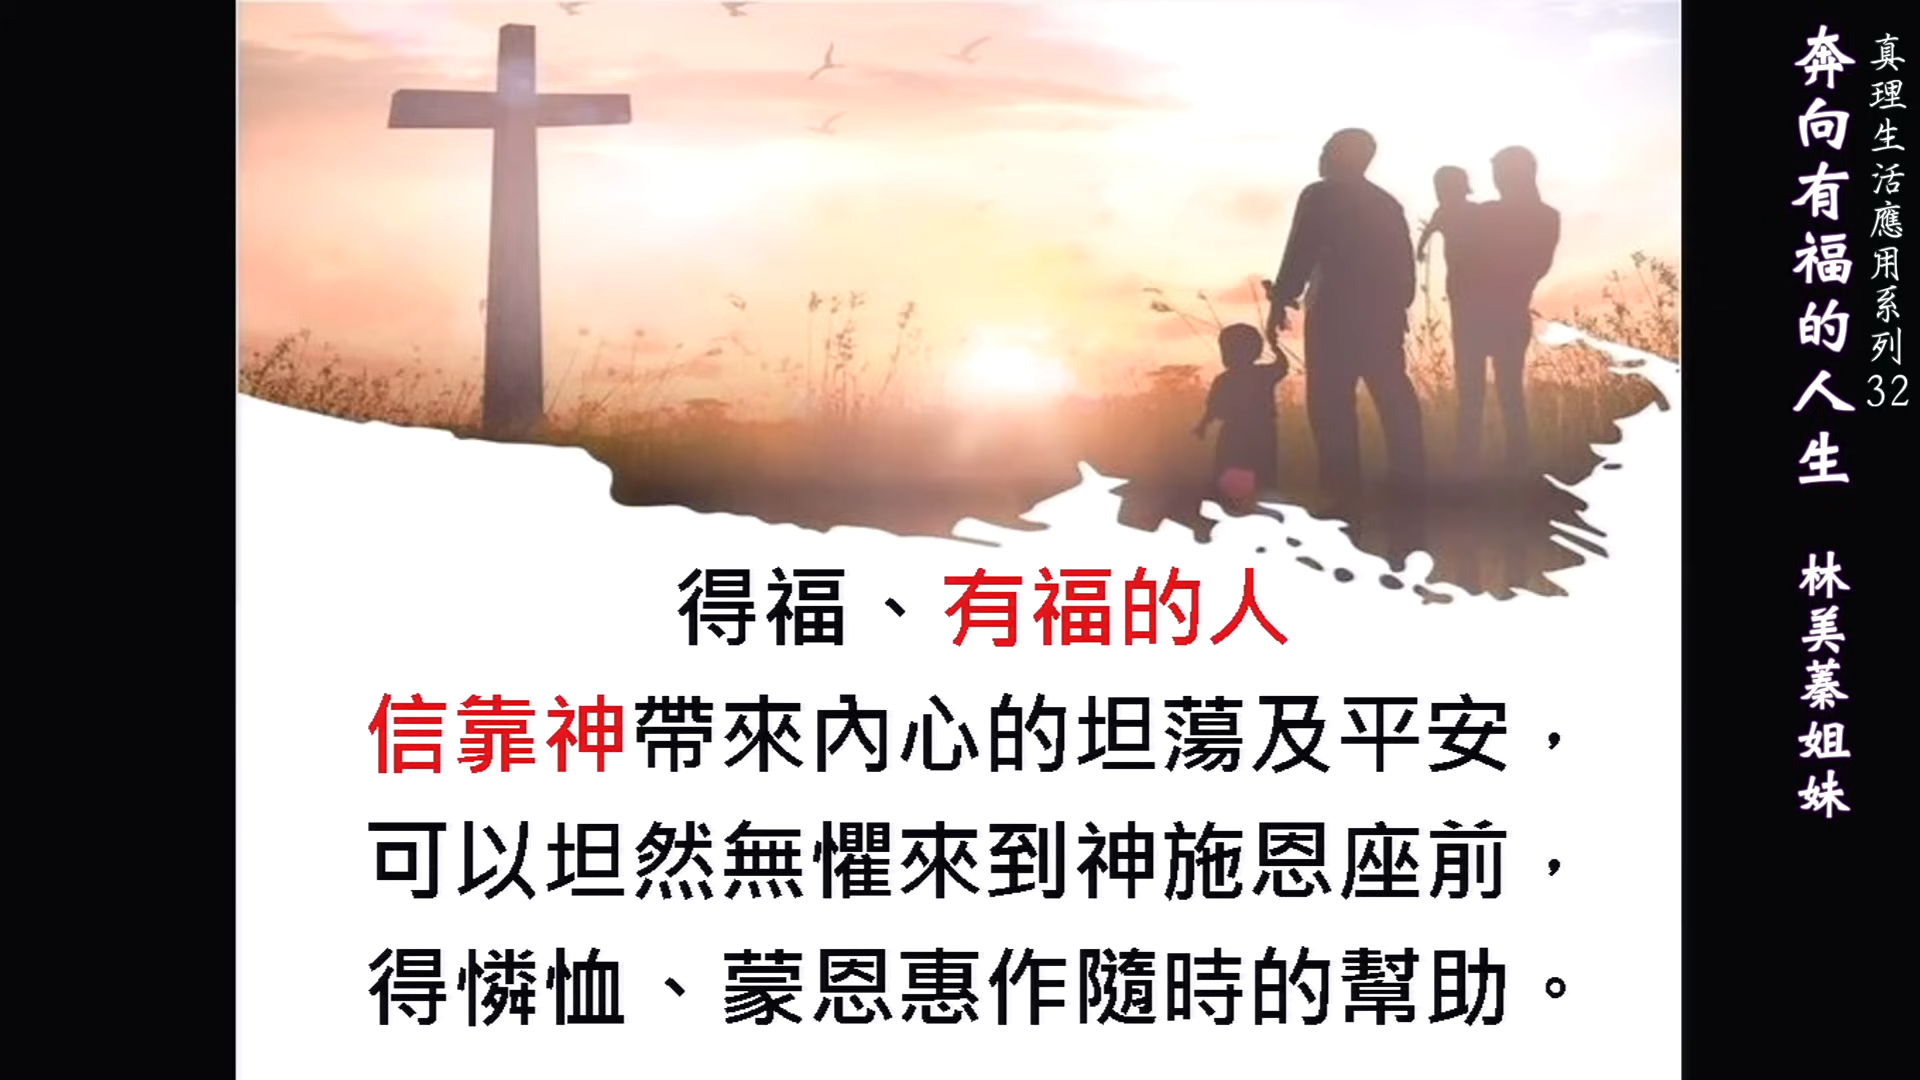 真理生活應用系列32
奔向有福的人生 林美蓁姐妹
得福、有福的人
信靠神帶來內心的坦蕩及平安，
可以坦然無懼來到神施恩座前，
得憐恤、蒙恩惠作隨時的幫助。